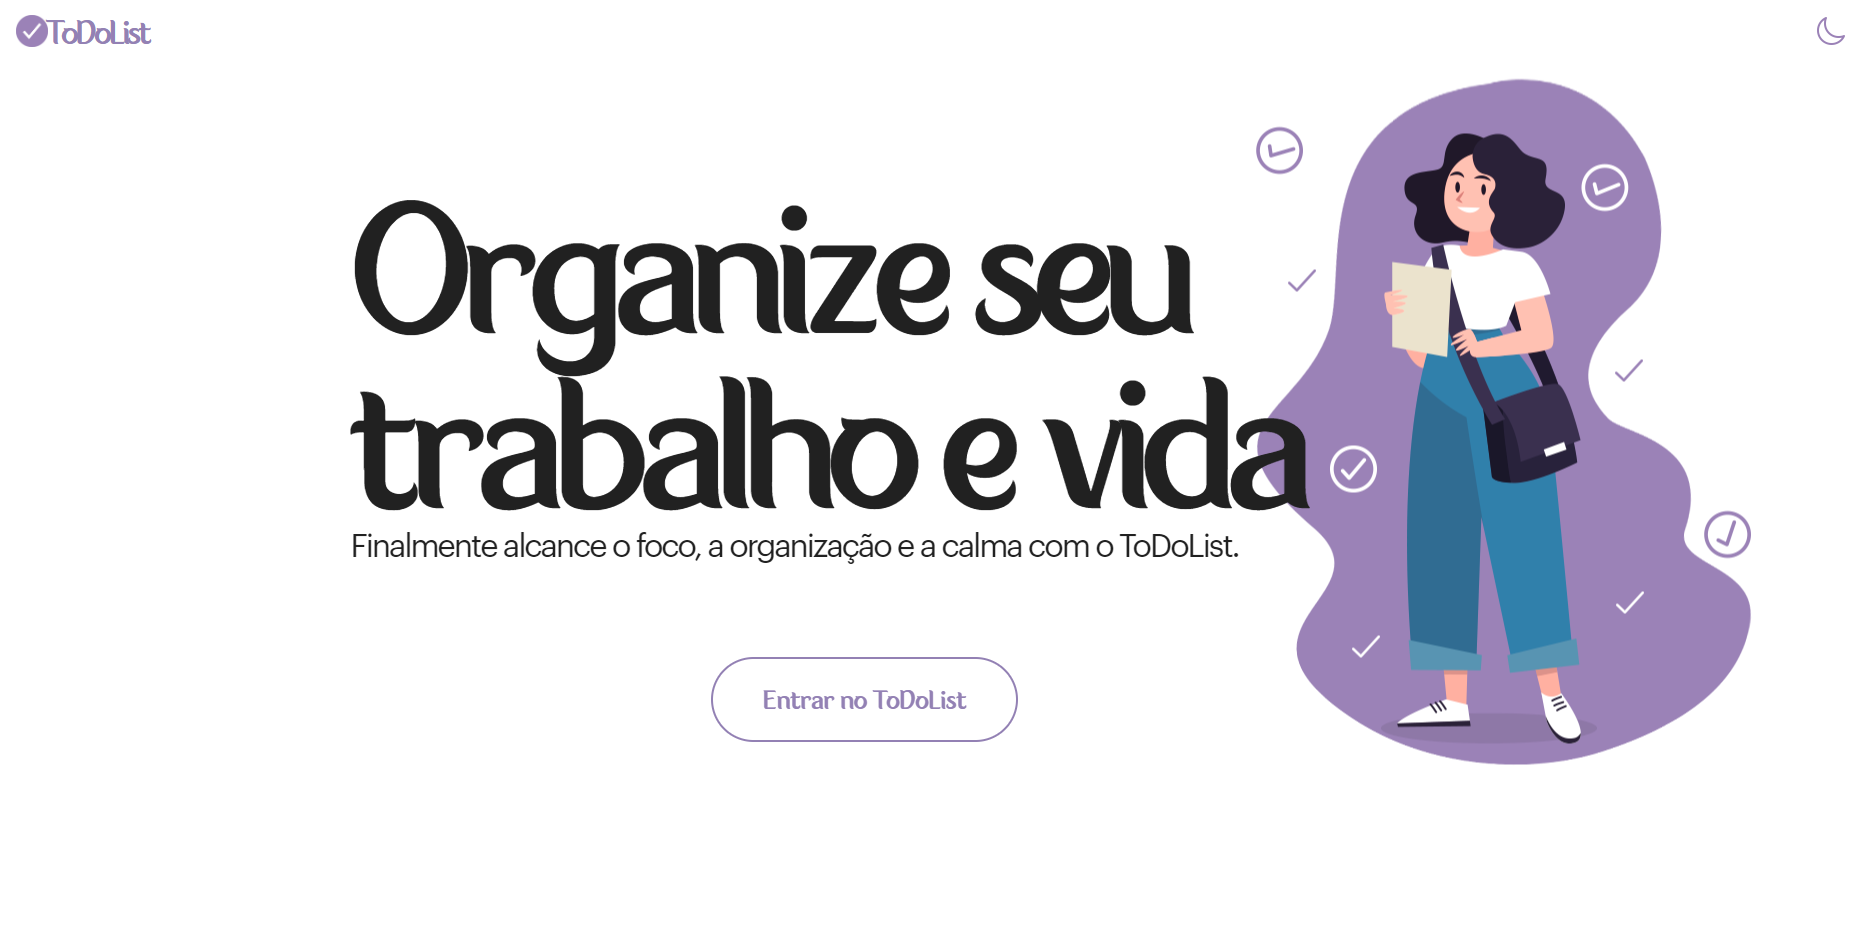 ToDoList
Organize seu
trabalho e vida
Finalmente alcance o foco, a organização e a calma com o ToDoList.
Entrar no ToDoList